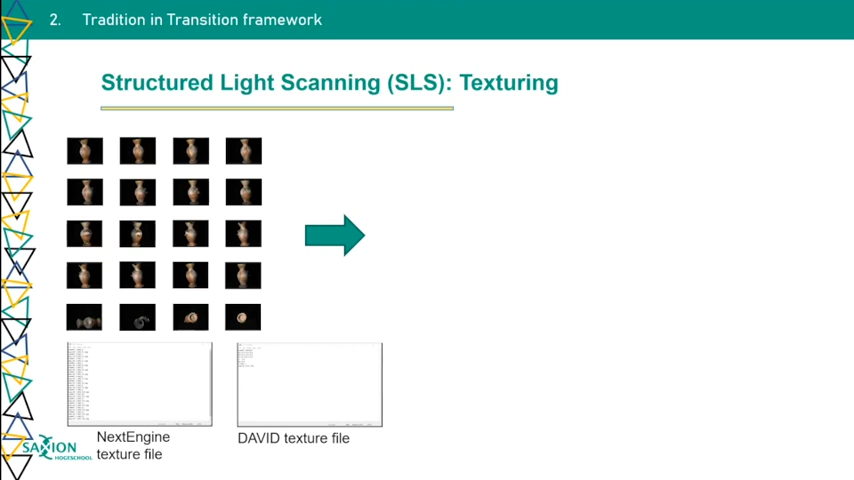 2. Tradition in Transition framework
Structured Light Scanning (SLS): Texturing
NextEngine
texture file
DAVID texture file
SAXION
HOGESCHOOL